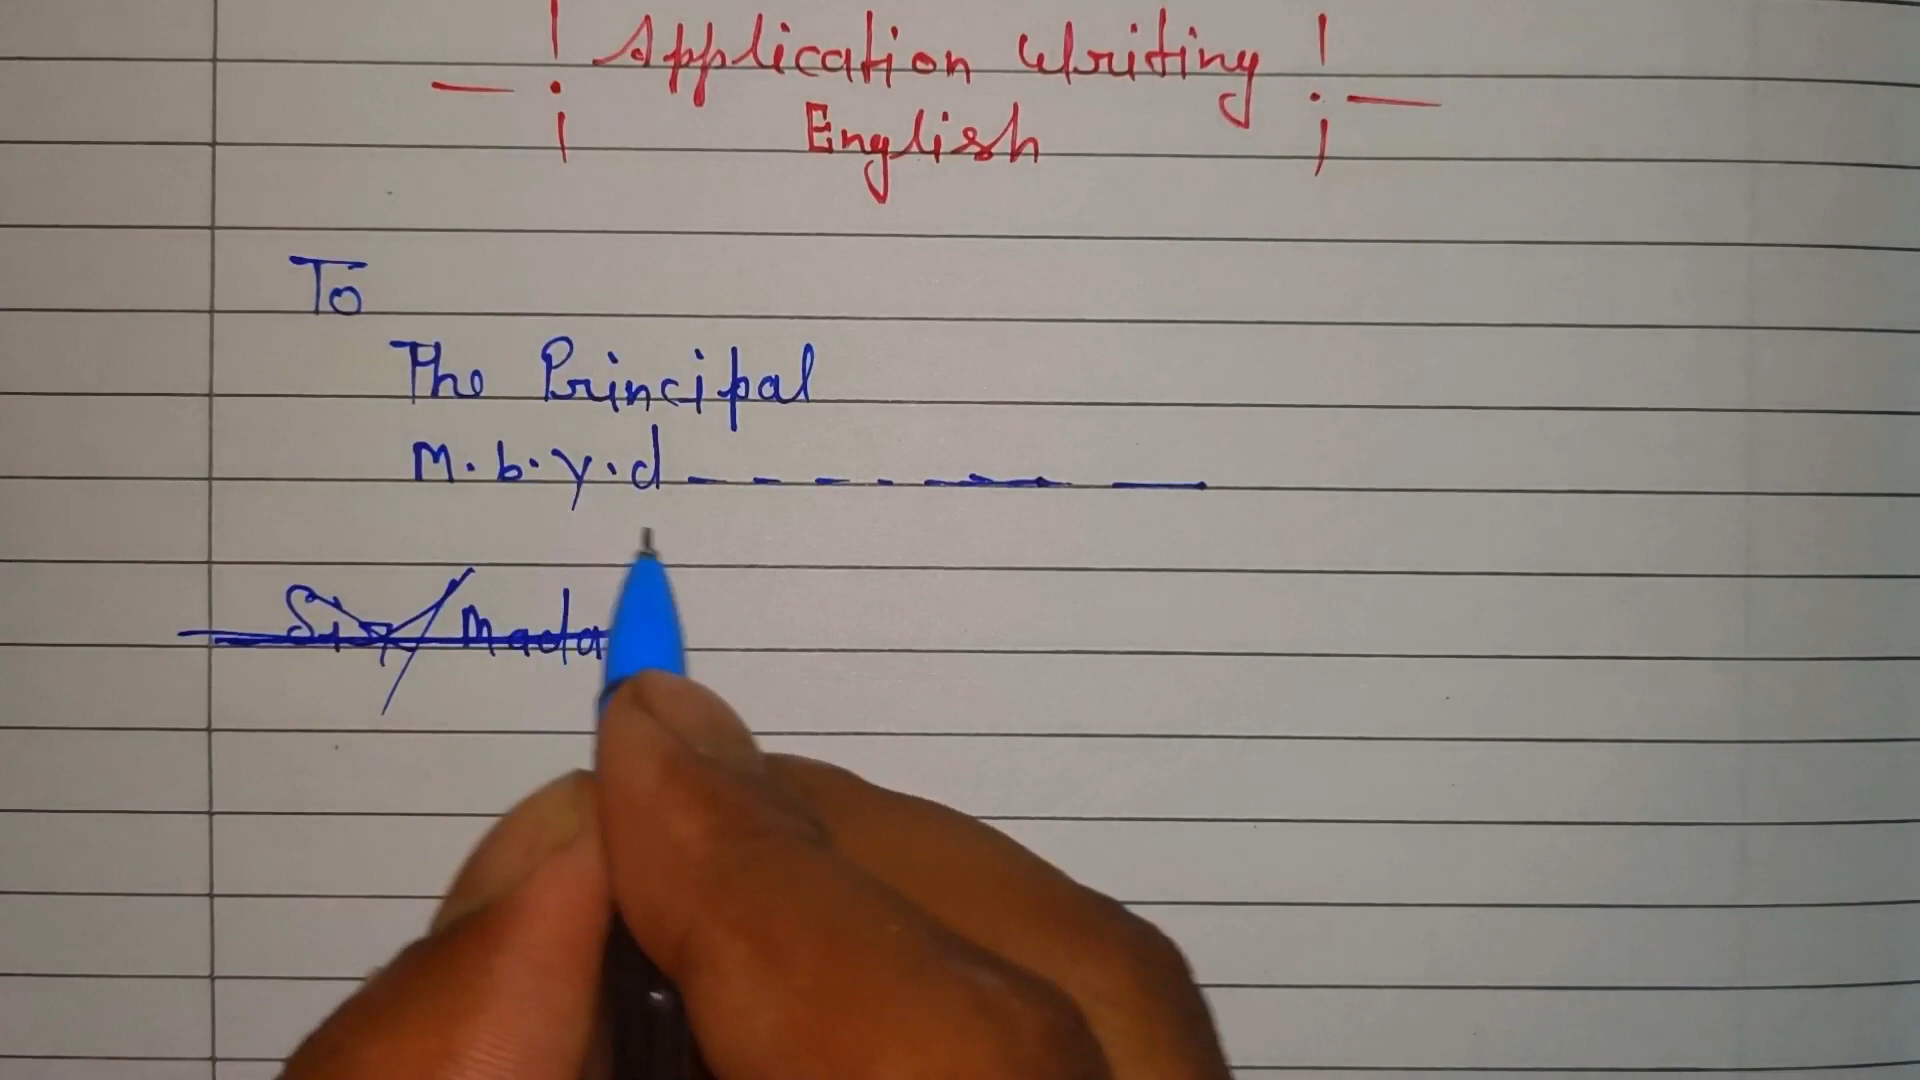 Application Writing
English
To
The Principal
M.b.y.d
Sir/Mada